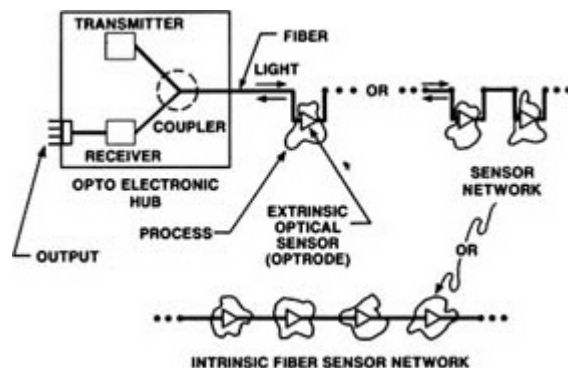 TRANSMITTER
FIBER
LIGHT
OR
COUPLER
RECEIVER
OPTO ELECTRONIC
HUB
SENSOR
NETWORK
EXTRINSIC
OPTICAL
SENSOR
(OPTRODE)
PROCESS
OUTPUT
OR
INTRINSIC FIBER SENSOR NETWORK